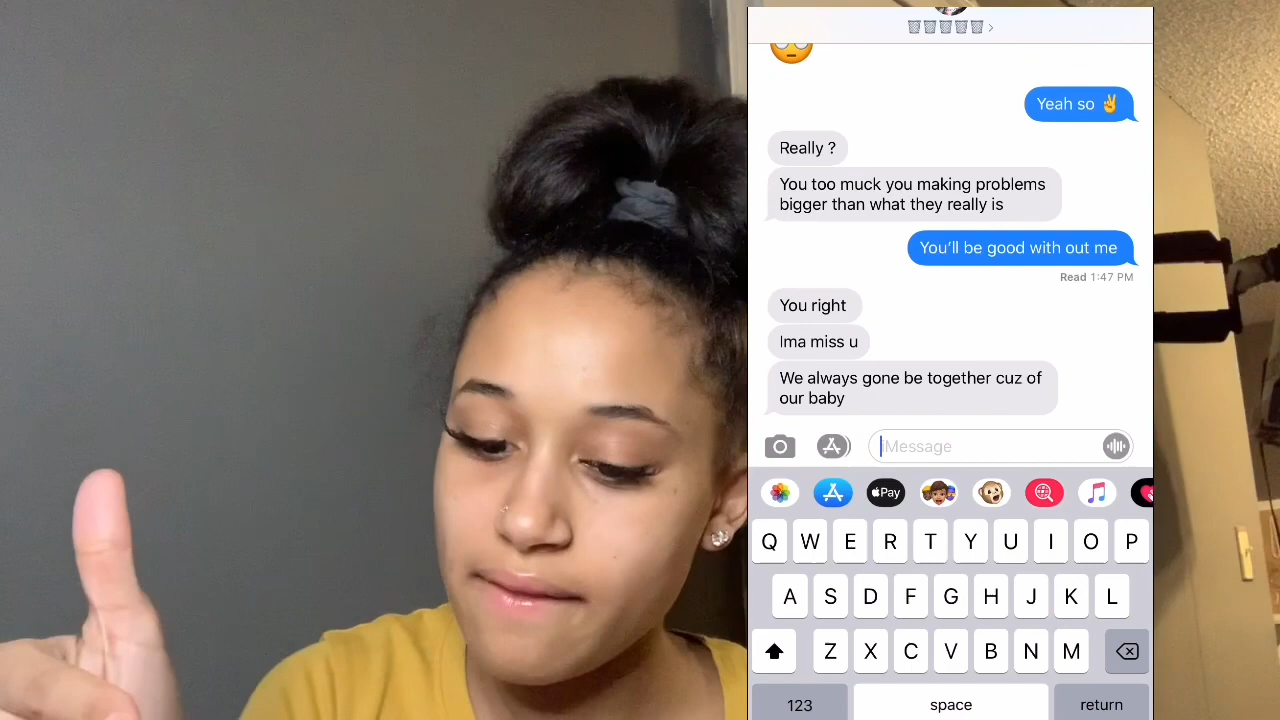 🗑🗑🗑🗑🗑 >
Yeah so ✌️
Really ?
You too muck you making problems
bigger than what they really is
You'll be good with out me
Read 1:47 PM
You right
Ima miss u
We always gone be together cuz of
our baby
iMessage
Pay
Q W E R T Y U I O P
A S D F G H J K L
Z X C V B N M
123 space return